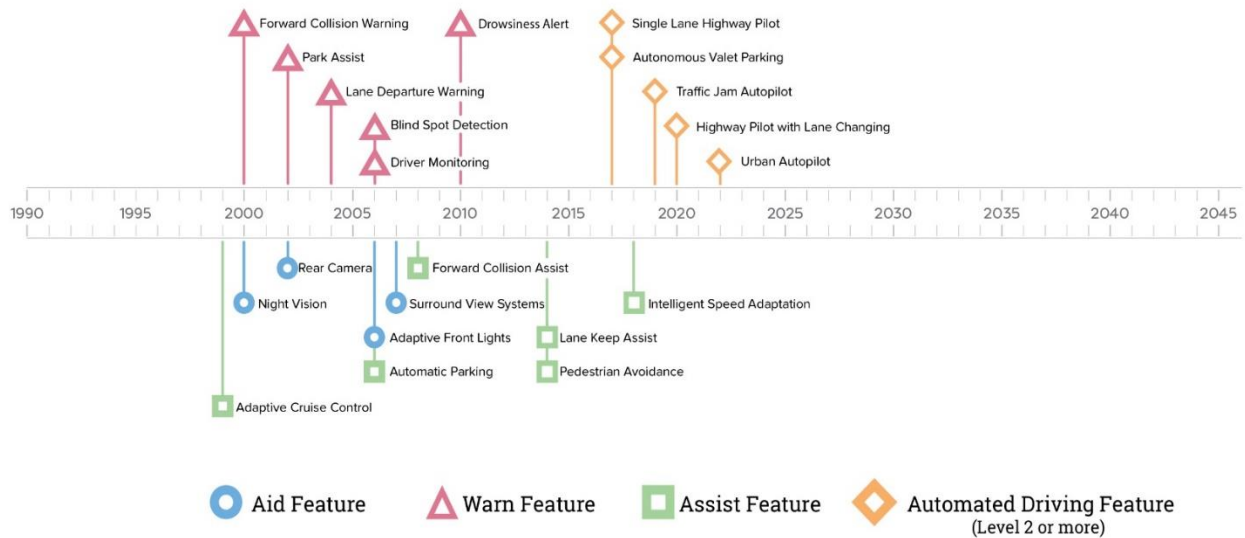 Forward Collision Warning
Drowsiness Alert
Single Lane Highway Pilot
Park Assist
Autonomous Valet Parking
Lane Departure Warning
Traffic Jam Autopilot
Blind Spot Detection
Highway Pilot with Lane Changing
Driver Monitoring
Urban Autopilot
1990 1995 2000 2005 2010 2015 2020 2025 2030 2035 2040 2045
Rear Camera
Forward Collision Assist
Night Vision
Surround View Systems
Intelligent Speed Adaptation
Adaptive Front Lights
Lane Keep Assist
Automatic Parking
Pedestrian Avoidance
Adaptive Cruise Control
Aid Feature
Warn Feature
Assist Feature
Automated Driving Feature
(Level 2 or more)